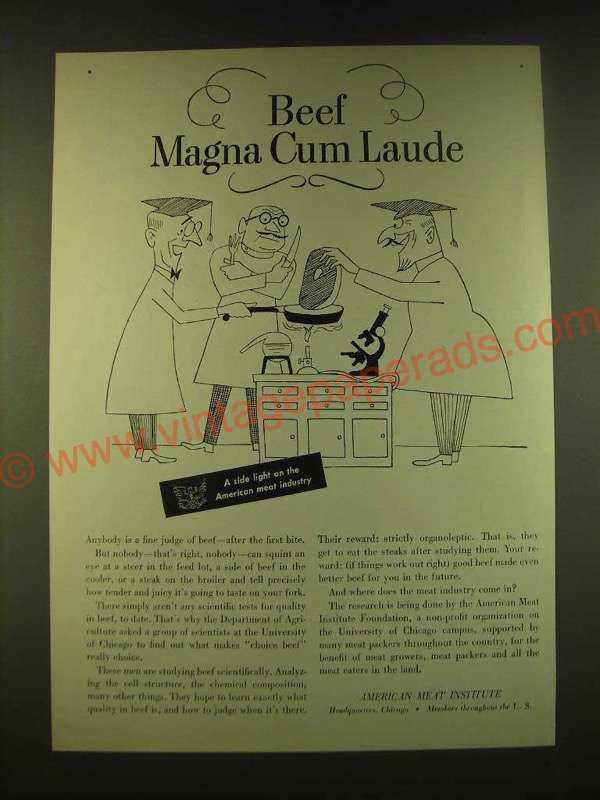 Beef
Magna Cum Laude
© www.vintagepaperads.com
A side light on the
American meat industry
Anybody is a fine judge of beef—after the first bite.
But nobody—that's right, nobody—can squint an
eye at a steer in the feed lot, a side of beef in the
cooler, or a steak on the broiler and tell precisely
how tender and juicy it's going to taste on your fork.
There simply aren't any scientific tests for quality
in beef, to date. That's why the Department of Agri-
culture asked a group of scientists at the University
of Chicago to find out what makes "choice beef"
really choice.
These men are studying beef scientifically. Analyz-
ing the cell structure, the chemical composition,
many other things. They hope to learn exactly what
quality in beef is, and how to judge when it's there.
Their reward: strictly organoleptic. That is, they
get to eat the steaks after studying them. Your re-
ward: (if things work out right) good beef made even
better beef for you in the future.
And where does the meat industry come in?
The research is being done by the American Meat
Institute Foundation, a non-profit organization on
the University of Chicago campus, supported by
many meat packers throughout the country, for the
benefit of meat growers, meat packers and all the
meat eaters in the land.
AMERICAN MEAT INSTITUTE
Headquarters, Chicago • Members throughout the U. S.